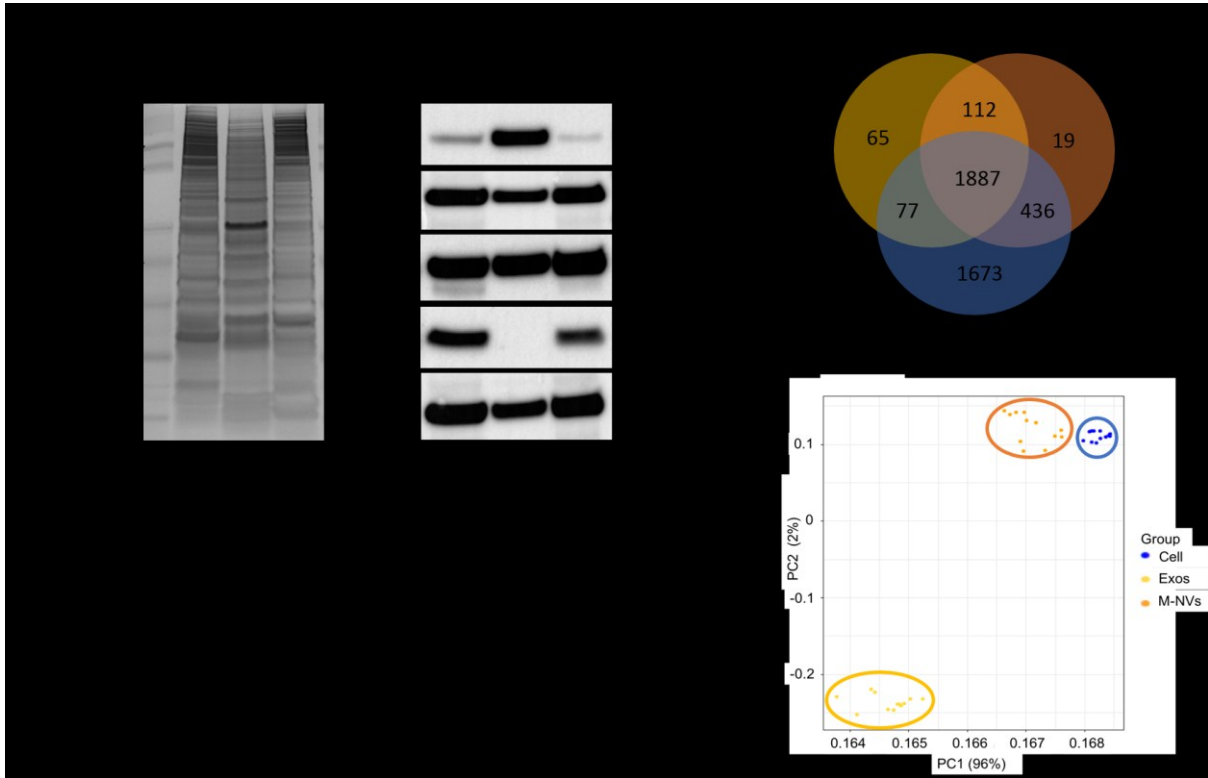 112
65
19
1887
77
436
1673
0.1
0
-0.1
-0.2
PC2 (2%)
0.164 0.165 0.166 0.167 0.168
PC1 (96%)
Group
Cell
Exos
M-NVs